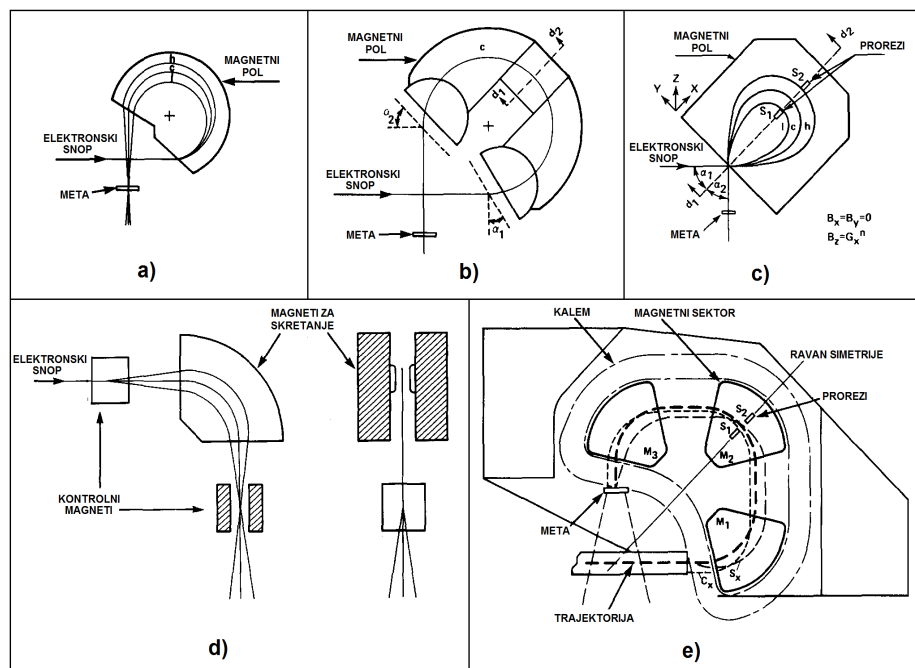 h
c
l
MAGNETNI
POL
ELEKTRONSKI
SNOP
META
a)
MAGNETNI
POL
c
d2
d1
α2
ELEKTRONSKI
SNOP
META
α1
b)
MAGNETNI
POL
d2
PROREZI
Z
Y
X
S2
S1
l c h
ELEKTRONSKI
SNOP
α1
α2
d1
META
Bx=By=0
Bz=Gxn
c)
ELEKTRONSKI
SNOP
MAGNETI ZA
SKRETANJE
KONTROLNI
MAGNETI
d)
KALEM
MAGNETNI SEKTOR
RAVAN SIMETRIJE
PROREZI
S2
S1
M3
M2
META
M1
Cx
Sx
TRAJEKTORIJA
e)